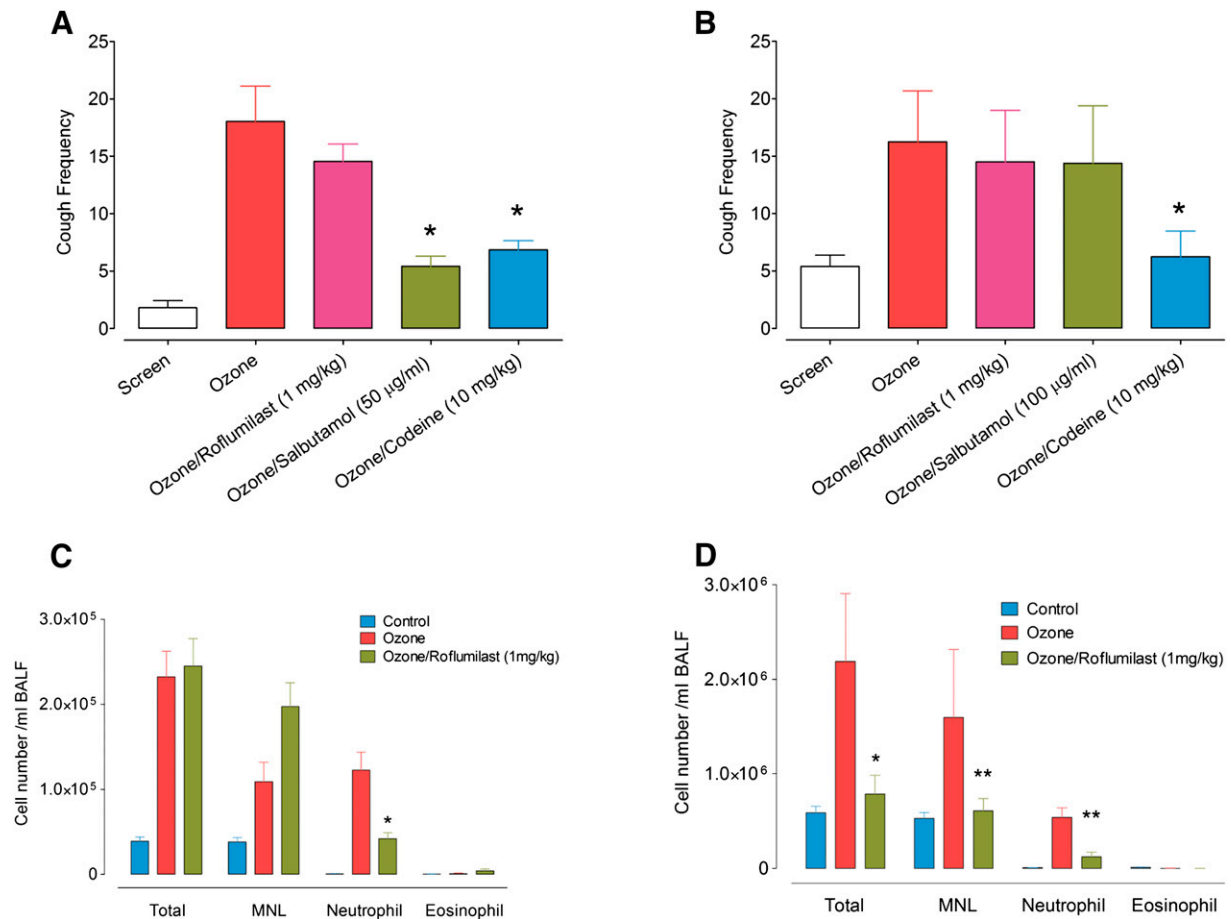 A
25
20
15
10
5
0
Cough Frequency
Screen
Ozone
Ozone/Roflumilast (1 mg/kg)
Ozone/Salbutamol (50 µg/ml)
Ozone/Codeine (10 mg/kg)
*
*
B
25
20
15
10
5
0
Cough Frequency
Screen
Ozone
Ozone/Roflumilast (1 mg/kg)
Ozone/Salbutamol (100 µg/ml)
Ozone/Codeine (10 mg/kg)
*
C
3.0×10⁵
2.0×10⁵
1.0×10⁵
0
Cell number /ml BALF
Control
Ozone
Ozone/Roflumilast (1mg/kg)
*
Total MNL Neutrophil Eosinophil
D
3.0×10⁶
2.0×10⁶
1.0×10⁶
0
Cell number /ml BALF
Control
Ozone
Ozone/Roflumilast (1mg/kg)
*
**
**
Total MNL Neutrophil Eosinophil